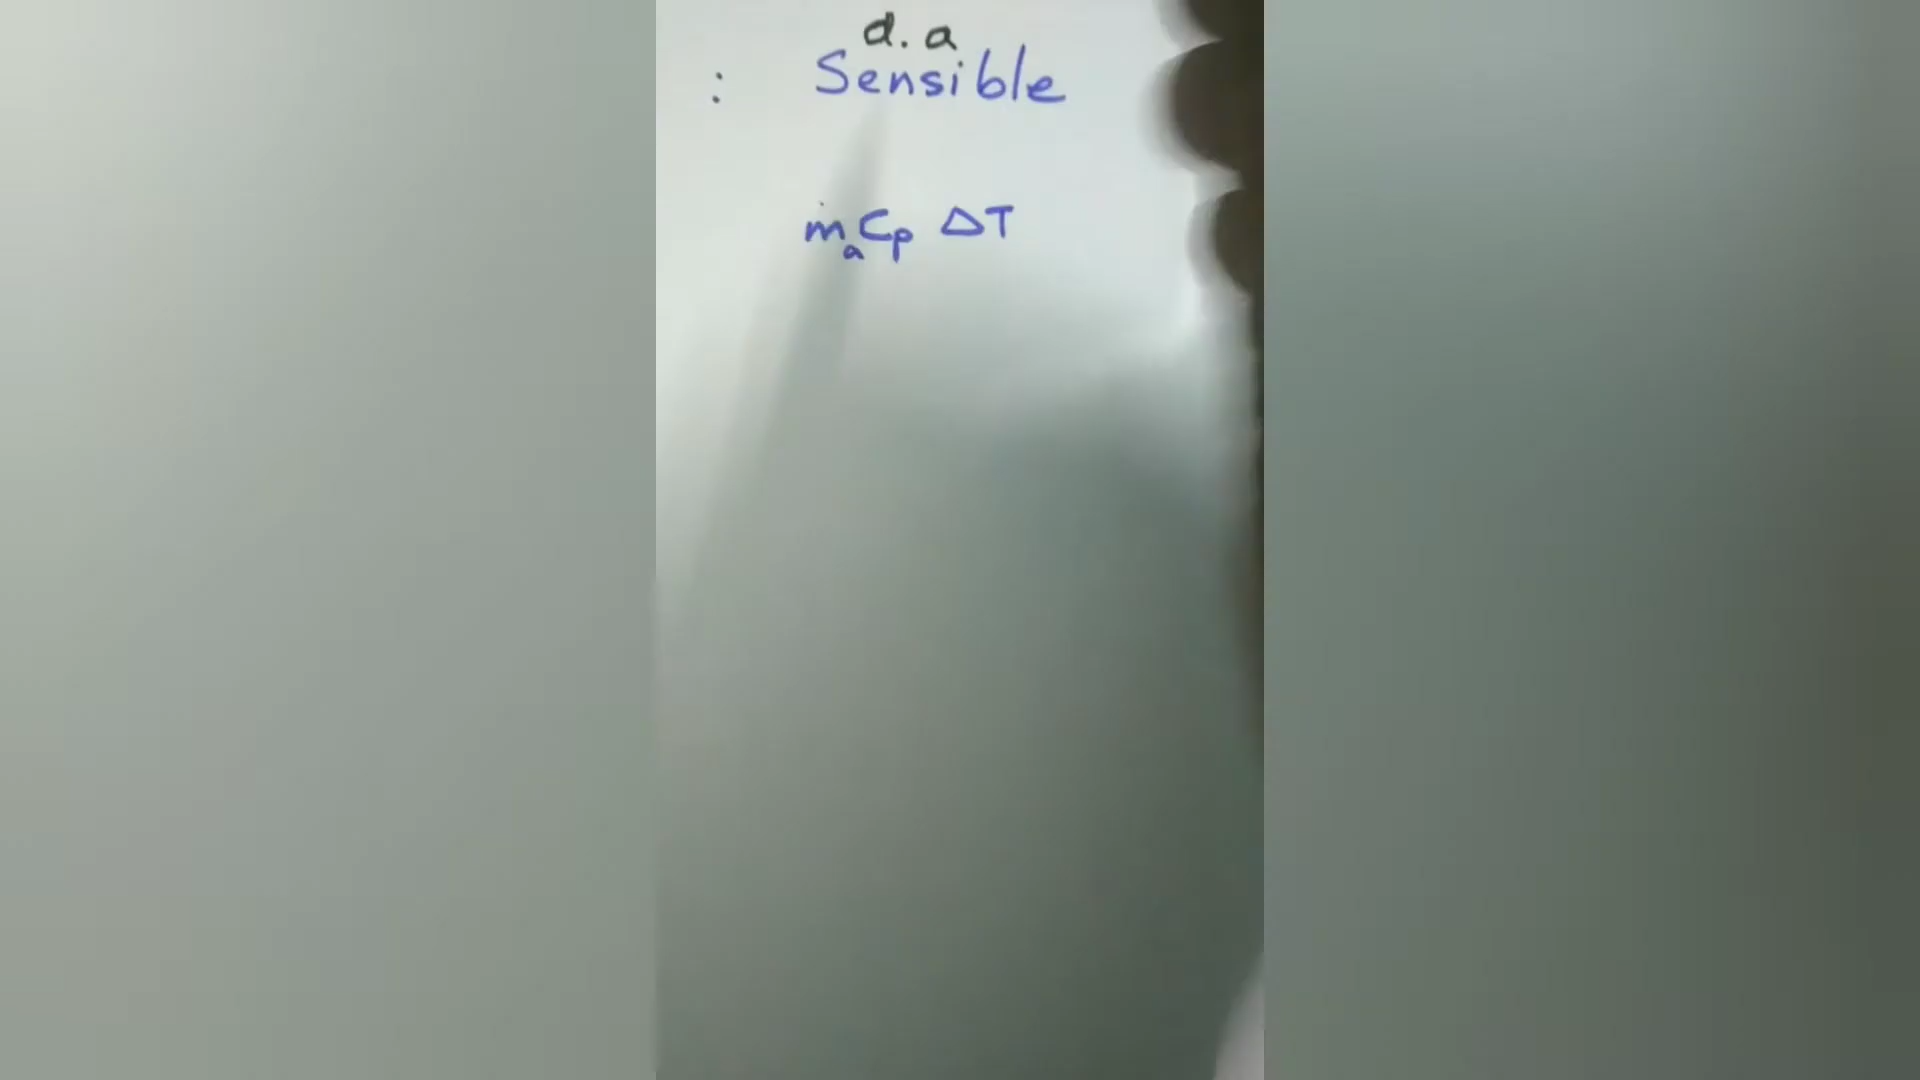 d. a
: Sensible
ṁₐCₚ ΔT